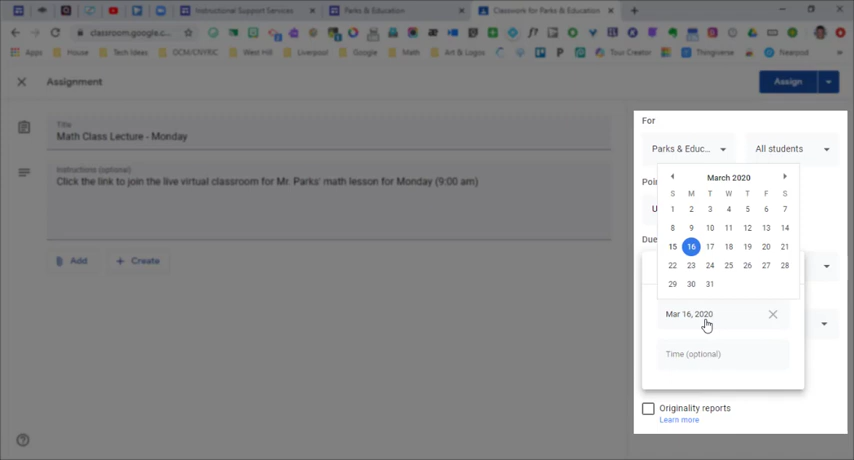 Instructional Support Services
Parks & Education
Classwork for Parks & Education
classroom.google.c...
Apps
House
Tech Ideas
OCM/CNYRIC
West Hill
Liverpool
Google
Math
Art & Logos
Tour Creator
Thingiverse
Nearpod
Assignment
Assign
Title
Math Class Lecture - Monday
Instructions (optional)
Click the link to join the live virtual classroom for Mr. Parks' math lesson for Monday (9:00 am)
Add
Create
For
Parks & Educ...
All students
March 2020
S M T W T F S
1 2 3 4 5 6 7
8 9 10 11 12 13 14
15 16 17 18 19 20 21
22 23 24 25 26 27 28
29 30 31
Due
Mar 16, 2020
Time (optional)
Originality reports
Learn more